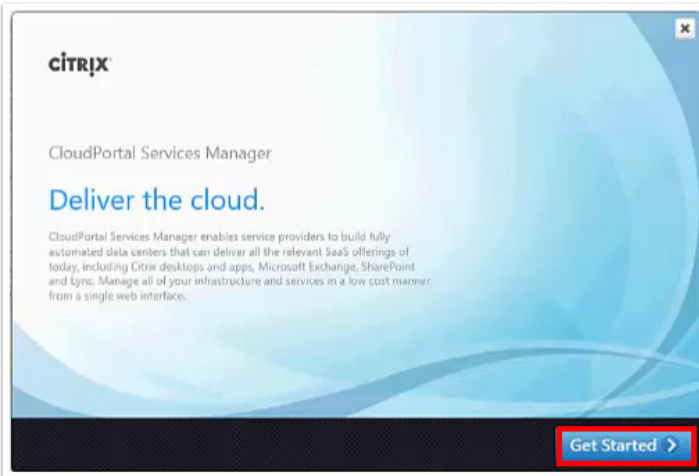 CİTRIX
CloudPortal Services Manager
Deliver the cloud.
CloudPortal Services Manager enables service providers to build fully
automated data centers that can deliver all the relevant SaaS offerings of
today, including Citrix desktops and apps, Microsoft Exchange, SharePoint
and Lync. Manage all of your infrastructure and services in a low cost manner
from a single web interface.
Get Started